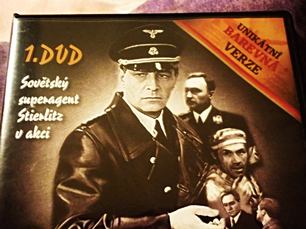 1. DVD
Sovětský
superagent
Stierlitz
v akci
UNIKÁTNÍ
BAREVNÁ
VERZE